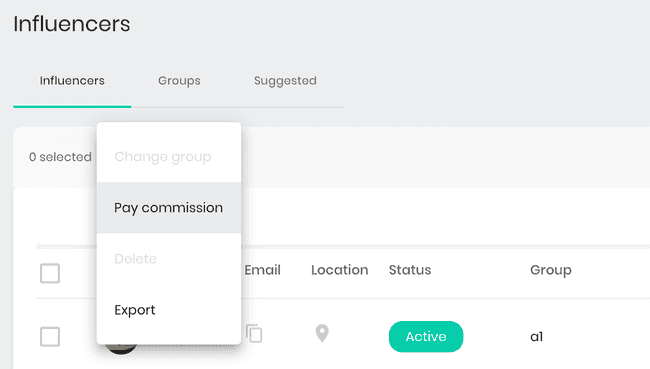 Influencers
Influencers Groups Suggested
0 selected
Change group
Pay commission
Delete
Export
Email Location Status Group
Active a1